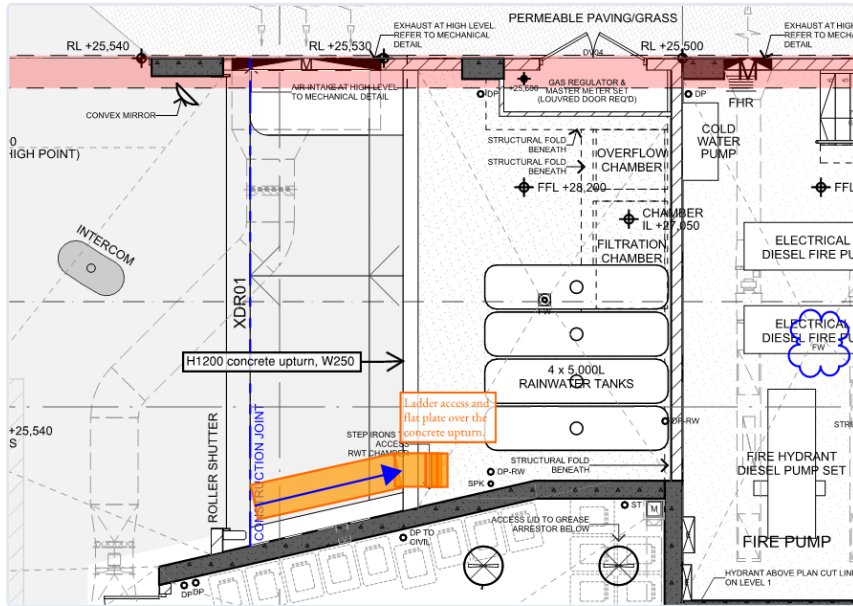 PERMEABLE PAVING/GRASS
EXHAUST AT HIGH LEVEL.
REFER TO MECHANICAL
DETAIL
EXHAUST AT H
REFER TO MECHA
DETAIL
RL +25,540
RL +25,530
RL +25,500
DV04
M
M
AIR INTAKE AT HIGH LEVEL
TO MECHANICAL DETAIL
CONVEX MIRROR
+25,600
GAS REGULATOR &
MASTER METER SET
(LOUVRED DOOR REQ'D)
DP
DP
FHR
COLD
WATER
PUMP
HIGH POINT)
STRUCTURAL FOLD
BENEATH
STRUCTURAL FOLD
BENEATH
OVERFLOW
CHAMBER
FFL +28,200
FFL
CHAMBER
IL +27,050
FILTRATION
CHAMBER
INTERCOM
ELECTRICAL
DIESEL FIRE PU
XDR01
FW
ELECTRICAL
DIESEL FIRE PU
FW
H1200 concrete upturn, W250
4 x 5,000L
RAINWATER TANKS
Ladder access and
flat plate over the
concrete upturn.
+25,540
S
STEP IRONS
ACCESS
RWT CHAMBER
DP-RW
STRU
ROLLER SHUTTER
CONSTRUCTION JOINT
STRUCTURAL FOLD
BENEATH
DP-RW
SPK
FIRE HYDRANT
DIESEL PUMP SET
ST
M
ACCESS LID TO GREASE
ARRESTOR BELOW
DP TO
CIVIL
FIRE PUMP
HYDRANT ABOVE PLAN CUT LINE
ON LEVEL 1
DP
DP